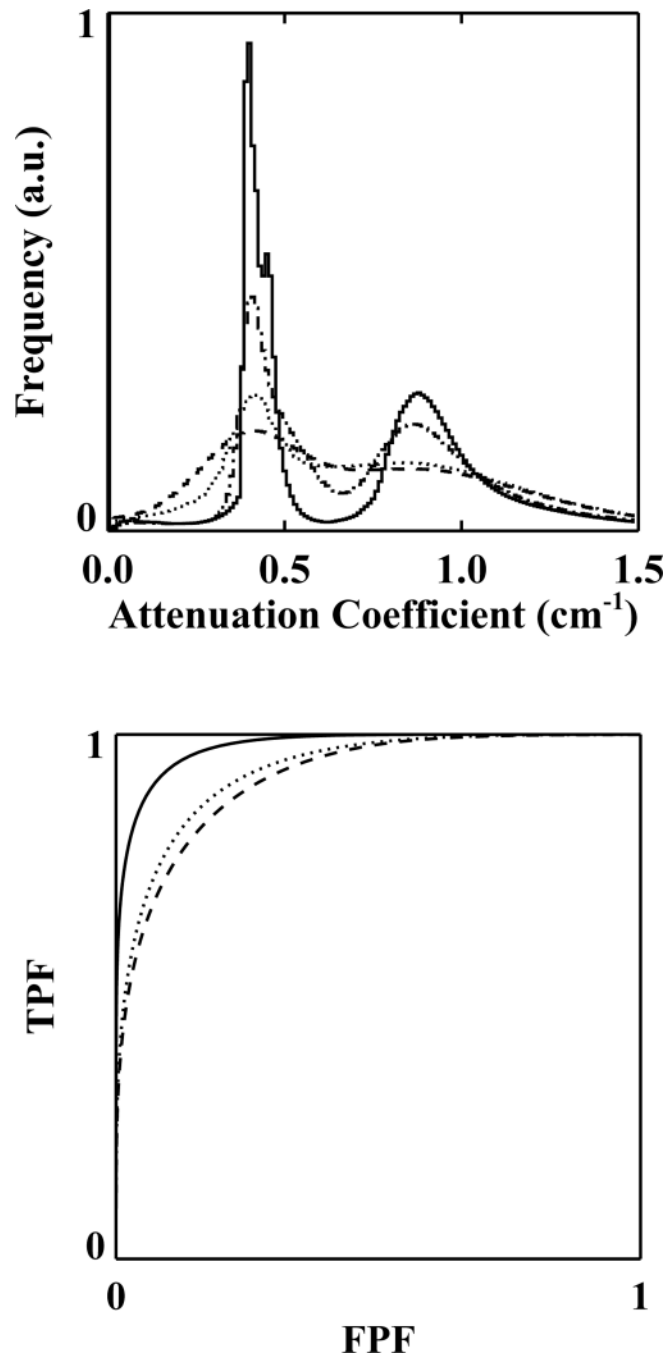 1
Frequency (a.u.)
0
0.0 0.5 1.0 1.5
Attenuation Coefficient (cm⁻¹)
1
TPF
0
0 1
FPF